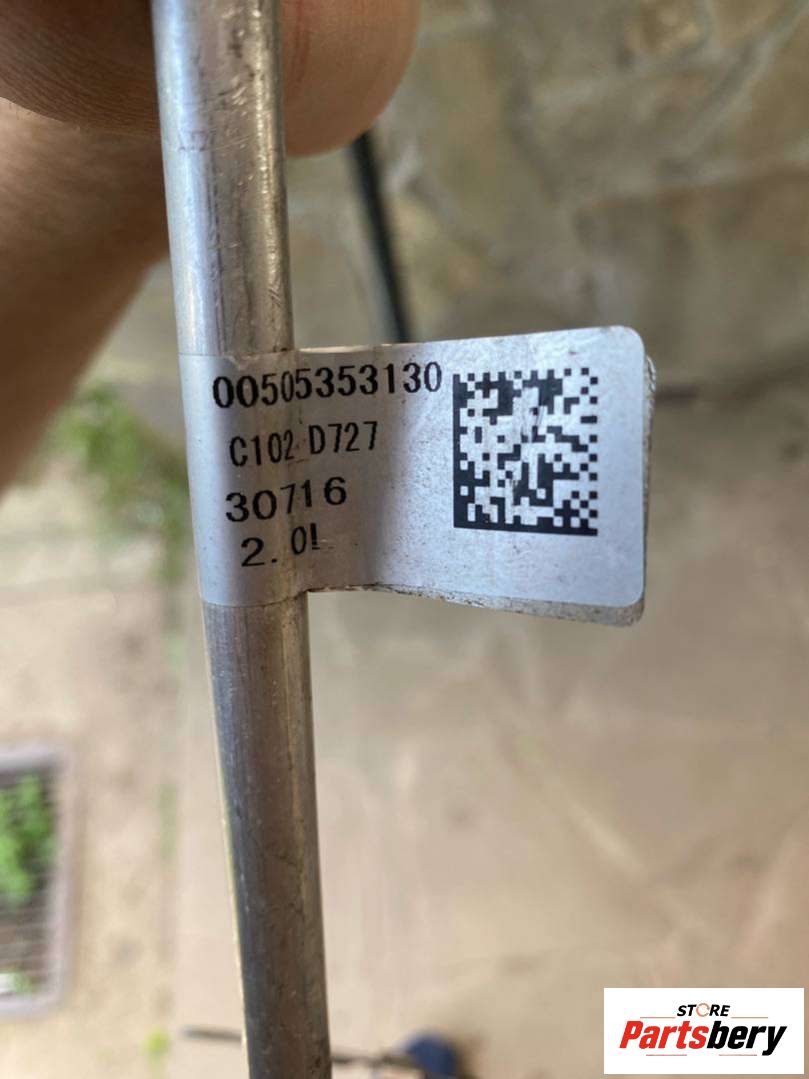 00505353130
C102 D727
30716
2.0L
STORE
Partsbery